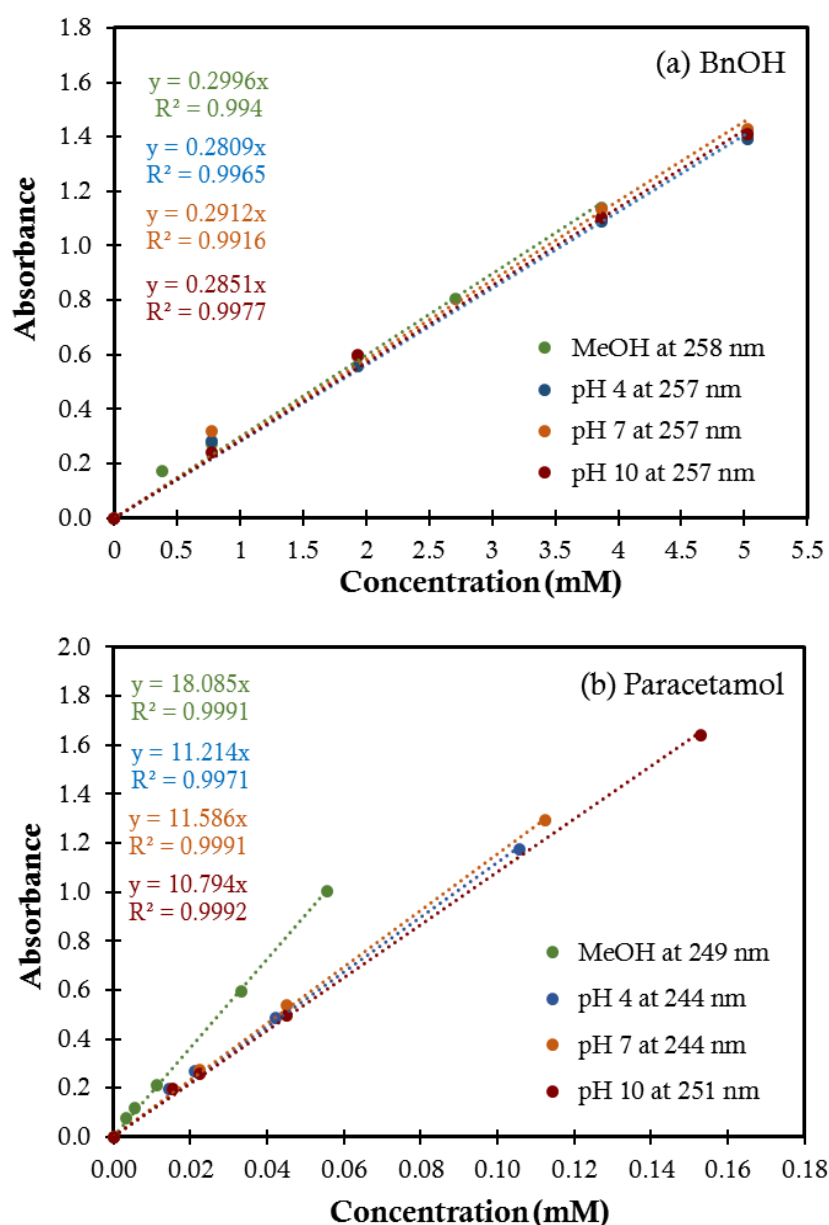 (a) BnOH
y = 0.2996x
R² = 0.994
y = 0.2809x
R² = 0.9965
y = 0.2912x
R² = 0.9916
y = 0.2851x
R² = 0.9977
Absorbance
1.8
1.6
1.4
1.2
1.0
0.8
0.6
0.4
0.2
0.0
MeOH at 258 nm
pH 4 at 257 nm
pH 7 at 257 nm
pH 10 at 257 nm
0 0.5 1 1.5 2 2.5 3 3.5 4 4.5 5 5.5
Concentration (mM)
(b) Paracetamol
y = 18.085x
R² = 0.9991
y = 11.214x
R² = 0.9971
y = 11.586x
R² = 0.9991
y = 10.794x
R² = 0.9992
Absorbance
2.0
1.8
1.6
1.4
1.2
1.0
0.8
0.6
0.4
0.2
0.0
MeOH at 249 nm
pH 4 at 244 nm
pH 7 at 244 nm
pH 10 at 251 nm
0.00 0.02 0.04 0.06 0.08 0.10 0.12 0.14 0.16 0.18
Concentration (mM)